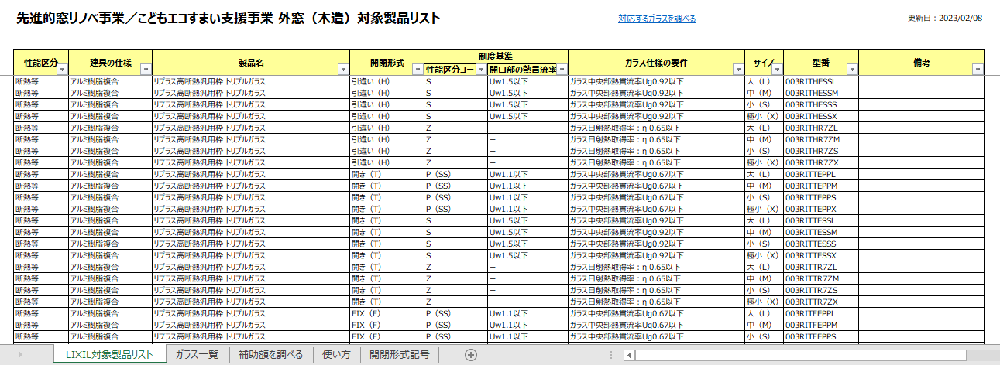 先進的窓リノベ事業／こどもエコすまい支援事業 外窓（木造）対象製品リスト 対応するガラスを調べる 更新日：2023/02/08
性能区分 建具の仕様 製品名 開閉形式 制度基準 ガラス仕様の要件 サイズ 型番 備考
性能区分コー 開口部の熱貫流率
断熱等 アルミ樹脂複合 リプラス高断熱汎用枠 トリプルガラス 引違い（H） S Uw1.5以下 ガラス中央部熱貫流率Ug0.92以下 大（L） 003RITHESSL
断熱等 アルミ樹脂複合 リプラス高断熱汎用枠 トリプルガラス 引違い（H） S Uw1.5以下 ガラス中央部熱貫流率Ug0.92以下 中（M） 003RITHESSM
断熱等 アルミ樹脂複合 リプラス高断熱汎用枠 トリプルガラス 引違い（H） S Uw1.5以下 ガラス中央部熱貫流率Ug0.92以下 小（S） 003RITHESSS
断熱等 アルミ樹脂複合 リプラス高断熱汎用枠 トリプルガラス 引違い（H） S Uw1.5以下 ガラス中央部熱貫流率Ug0.92以下 極小（X） 003RITHESSX
断熱等 アルミ樹脂複合 リプラス高断熱汎用枠 トリプルガラス 引違い（H） Z － ガラス日射熱取得率：η 0.65以下 大（L） 003RITHR7ZL
断熱等 アルミ樹脂複合 リプラス高断熱汎用枠 トリプルガラス 引違い（H） Z － ガラス日射熱取得率：η 0.65以下 中（M） 003RITHR7ZM
断熱等 アルミ樹脂複合 リプラス高断熱汎用枠 トリプルガラス 引違い（H） Z － ガラス日射熱取得率：η 0.65以下 小（S） 003RITHR7ZS
断熱等 アルミ樹脂複合 リプラス高断熱汎用枠 トリプルガラス 引違い（H） Z － ガラス日射熱取得率：η 0.65以下 極小（X） 003RITHR7ZX
断熱等 アルミ樹脂複合 リプラス高断熱汎用枠 トリプルガラス 開き（T） P（SS） Uw1.1以下 ガラス中央部熱貫流率Ug0.67以下 大（L） 003RITTEPPL
断熱等 アルミ樹脂複合 リプラス高断熱汎用枠 トリプルガラス 開き（T） P（SS） Uw1.1以下 ガラス中央部熱貫流率Ug0.67以下 中（M） 003RITTEPPM
断熱等 アルミ樹脂複合 リプラス高断熱汎用枠 トリプルガラス 開き（T） P（SS） Uw1.1以下 ガラス中央部熱貫流率Ug0.67以下 小（S） 003RITTEPPS
断熱等 アルミ樹脂複合 リプラス高断熱汎用枠 トリプルガラス 開き（T） P（SS） Uw1.1以下 ガラス中央部熱貫流率Ug0.67以下 極小（X） 003RITTEPPX
断熱等 アルミ樹脂複合 リプラス高断熱汎用枠 トリプルガラス 開き（T） S Uw1.5以下 ガラス中央部熱貫流率Ug0.92以下 大（L） 003RITTESSL
断熱等 アルミ樹脂複合 リプラス高断熱汎用枠 トリプルガラス 開き（T） S Uw1.5以下 ガラス中央部熱貫流率Ug0.92以下 中（M） 003RITTESSM
断熱等 アルミ樹脂複合 リプラス高断熱汎用枠 トリプルガラス 開き（T） S Uw1.5以下 ガラス中央部熱貫流率Ug0.92以下 小（S） 003RITTESSS
断熱等 アルミ樹脂複合 リプラス高断熱汎用枠 トリプルガラス 開き（T） S Uw1.5以下 ガラス中央部熱貫流率Ug0.92以下 極小（X） 003RITTESSX
断熱等 アルミ樹脂複合 リプラス高断熱汎用枠 トリプルガラス 開き（T） Z － ガラス日射熱取得率：η 0.65以下 大（L） 003RITTR7ZL
断熱等 アルミ樹脂複合 リプラス高断熱汎用枠 トリプルガラス 開き（T） Z － ガラス日射熱取得率：η 0.65以下 中（M） 003RITTR7ZM
断熱等 アルミ樹脂複合 リプラス高断熱汎用枠 トリプルガラス 開き（T） Z － ガラス日射熱取得率：η 0.65以下 小（S） 003RITTR7ZS
断熱等 アルミ樹脂複合 リプラス高断熱汎用枠 トリプルガラス 開き（T） Z － ガラス日射熱取得率：η 0.65以下 極小（X） 003RITTR7ZX
断熱等 アルミ樹脂複合 リプラス高断熱汎用枠 トリプルガラス FIX（F） P（SS） Uw1.1以下 ガラス中央部熱貫流率Ug0.67以下 大（L） 003RITFEPPL
断熱等 アルミ樹脂複合 リプラス高断熱汎用枠 トリプルガラス FIX（F） P（SS） Uw1.1以下 ガラス中央部熱貫流率Ug0.67以下 中（M） 003RITFEPPM
断熱等 アルミ樹脂複合 リプラス高断熱汎用枠 トリプルガラス FIX（F） P（SS） Uw1.1以下 ガラス中央部熱貫流率Ug0.67以下 小（S） 003RITFEPPS
LIXIL対象製品リスト ガラス一覧 補助額を調べる 使い方 開閉形式記号